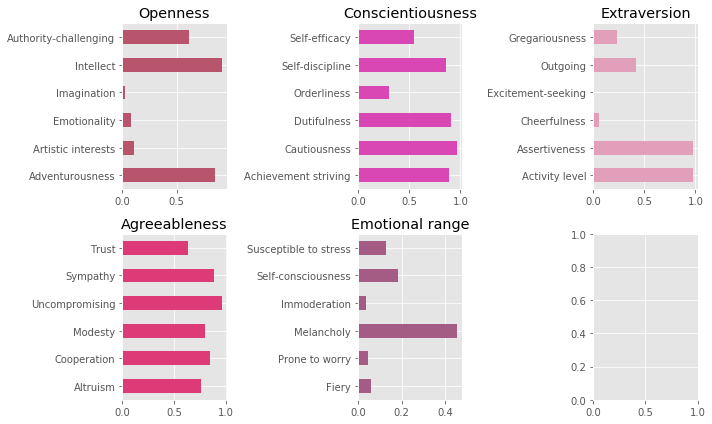 Openness
Authority-challenging
Intellect
Imagination
Emotionality
Artistic interests
Adventurousness
0.0 0.5
Conscientiousness
Self-efficacy
Self-discipline
Orderliness
Dutifulness
Cautiousness
Achievement striving
0.0 0.5 1.0
Extraversion
Gregariousness
Outgoing
Excitement-seeking
Cheerfulness
Assertiveness
Activity level
0.0 0.5 1.0
Agreeableness
Trust
Sympathy
Uncompromising
Modesty
Cooperation
Altruism
0.0 0.5 1.0
Emotional range
Susceptible to stress
Self-consciousness
Immoderation
Melancholy
Prone to worry
Fiery
0.0 0.2 0.4
1.0
0.8
0.6
0.4
0.2
0.0
0.0 0.5 1.0